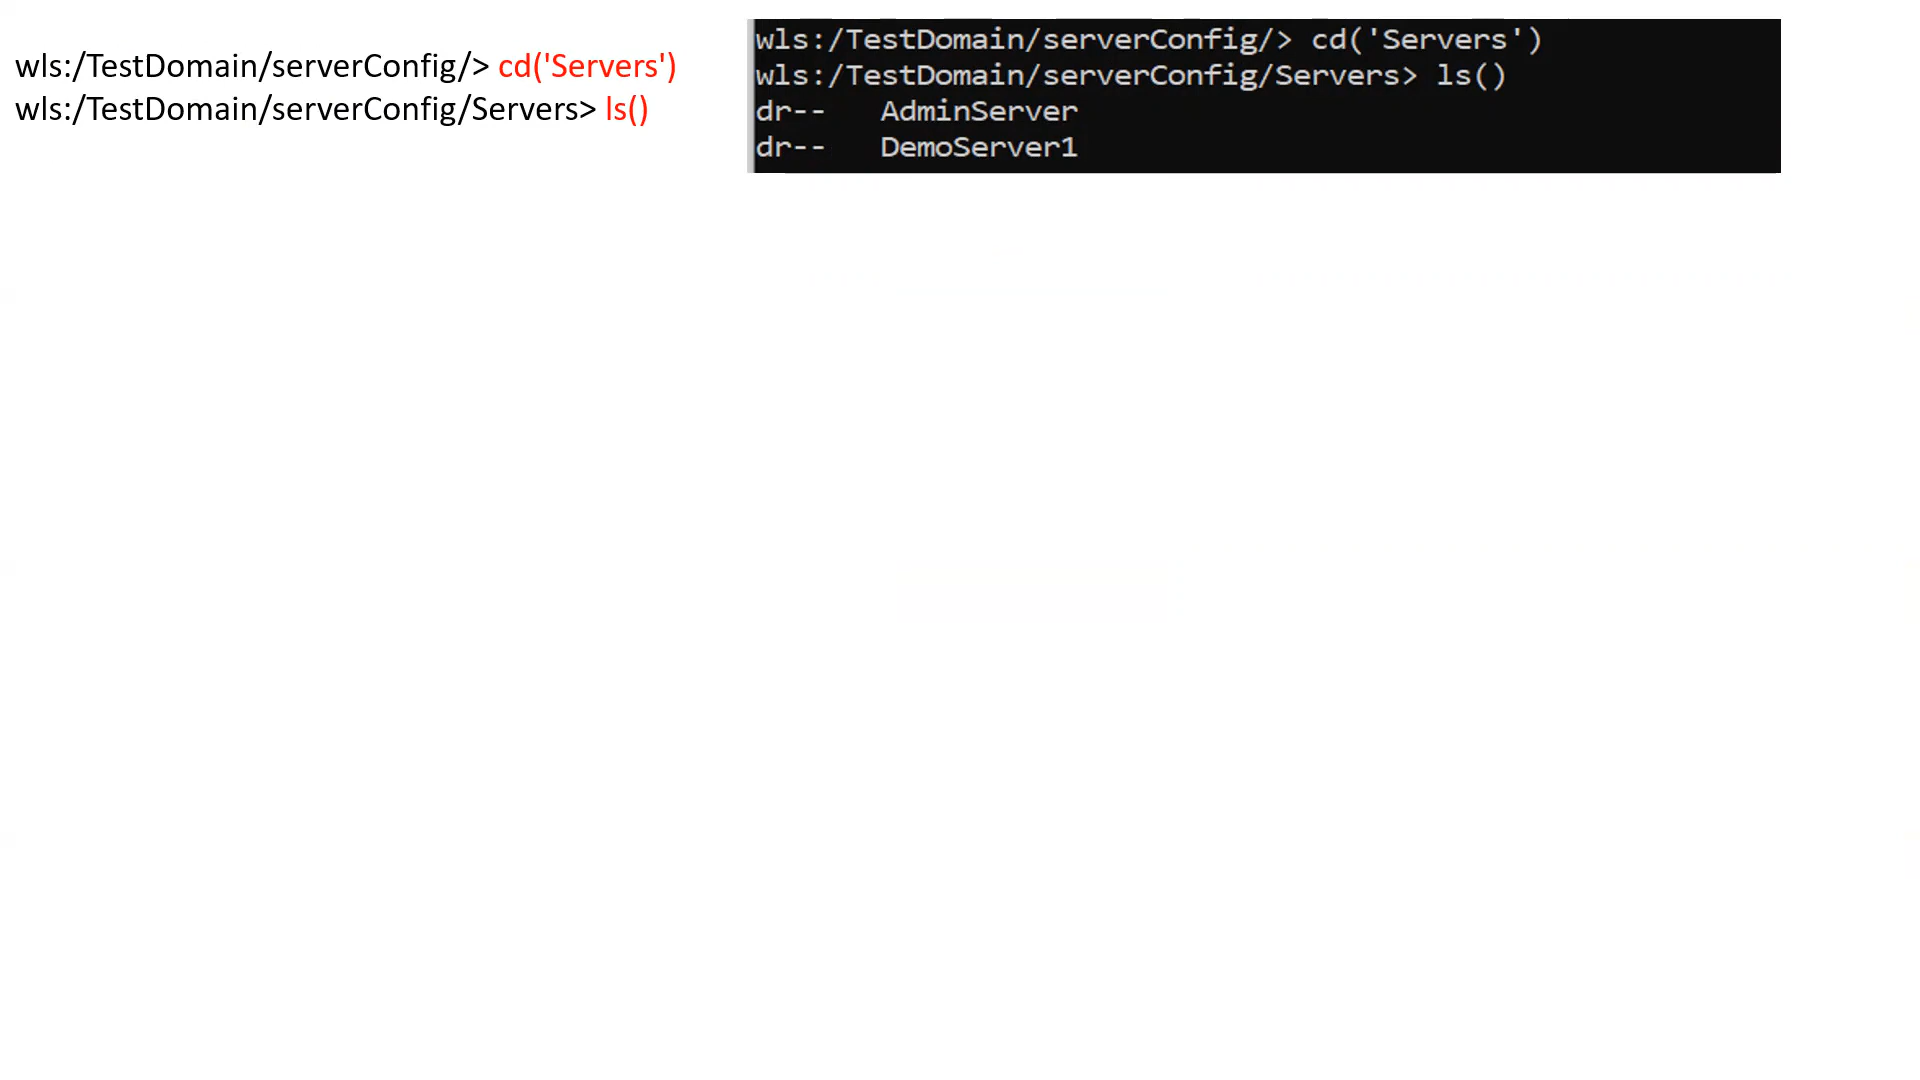 wls:/TestDomain/serverConfig/> cd('Servers')
wls:/TestDomain/serverConfig/Servers> ls()
wls:/TestDomain/serverConfig/> cd('Servers')
wls:/TestDomain/serverConfig/Servers> ls()
dr--   AdminServer
dr--   DemoServer1